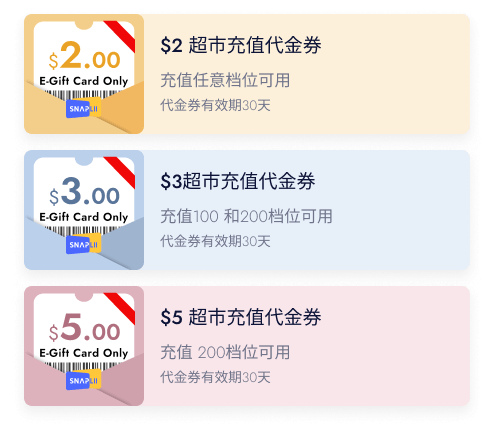 $2.00
E-Gift Card Only
SNAPLII
$2 超市充值代金券
充值任意档位可用
代金券有效期30天
$3.00
E-Gift Card Only
SNAPLII
$3超市充值代金券
充值100 和200档位可用
代金券有效期30天
$5.00
E-Gift Card Only
SNAPLII
$5 超市充值代金券
充值 200档位可用
代金券有效期30天